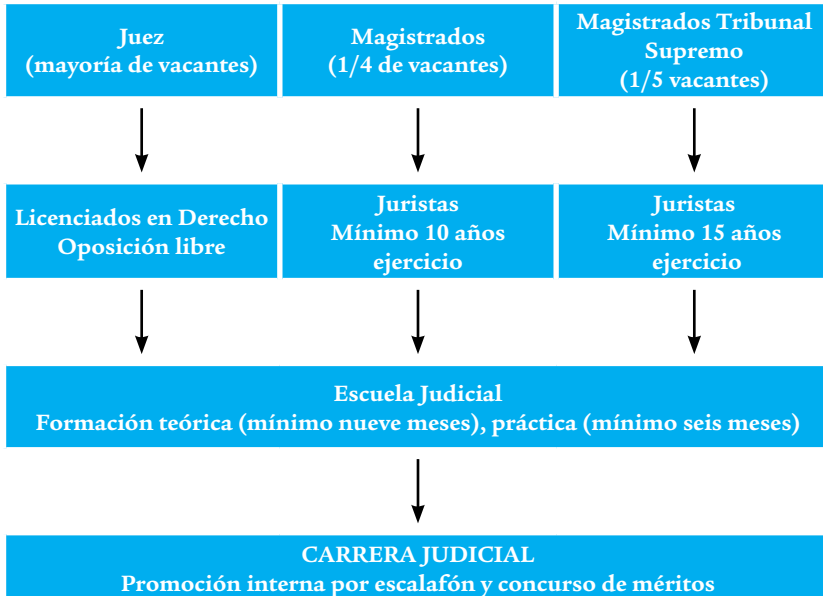 Juez
(mayoría de vacantes)
Magistrados
(1/4 de vacantes)
Magistrados Tribunal
Supremo
(1/5 vacantes)
Licenciados en Derecho
Oposición libre
Juristas
Mínimo 10 años
ejercicio
Juristas
Mínimo 15 años
ejercicio
Escuela Judicial
Formación teórica (mínimo nueve meses), práctica (mínimo seis meses)
CARRERA JUDICIAL
Promoción interna por escalafón y concurso de méritos